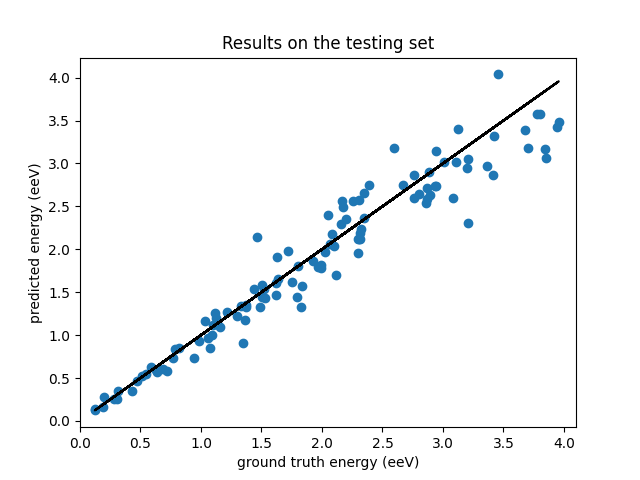 Results on the testing set
predicted energy (eeV)
4.0
3.5
3.0
2.5
2.0
1.5
1.0
0.5
0.0
0.0 0.5 1.0 1.5 2.0 2.5 3.0 3.5 4.0
ground truth energy (eeV)